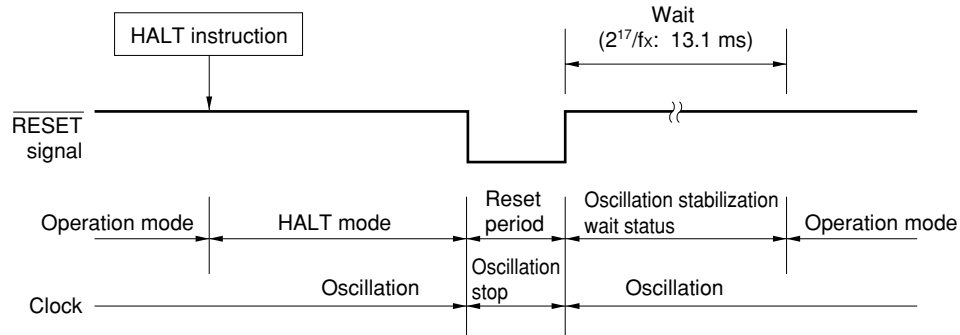 Wait
(2¹⁷/fx: 13.1 ms)
HALT instruction
RESET
signal
Operation mode
HALT mode
Reset
period
Oscillation stabilization
wait status
Operation mode
Clock
Oscillation
Oscillation
stop
Oscillation